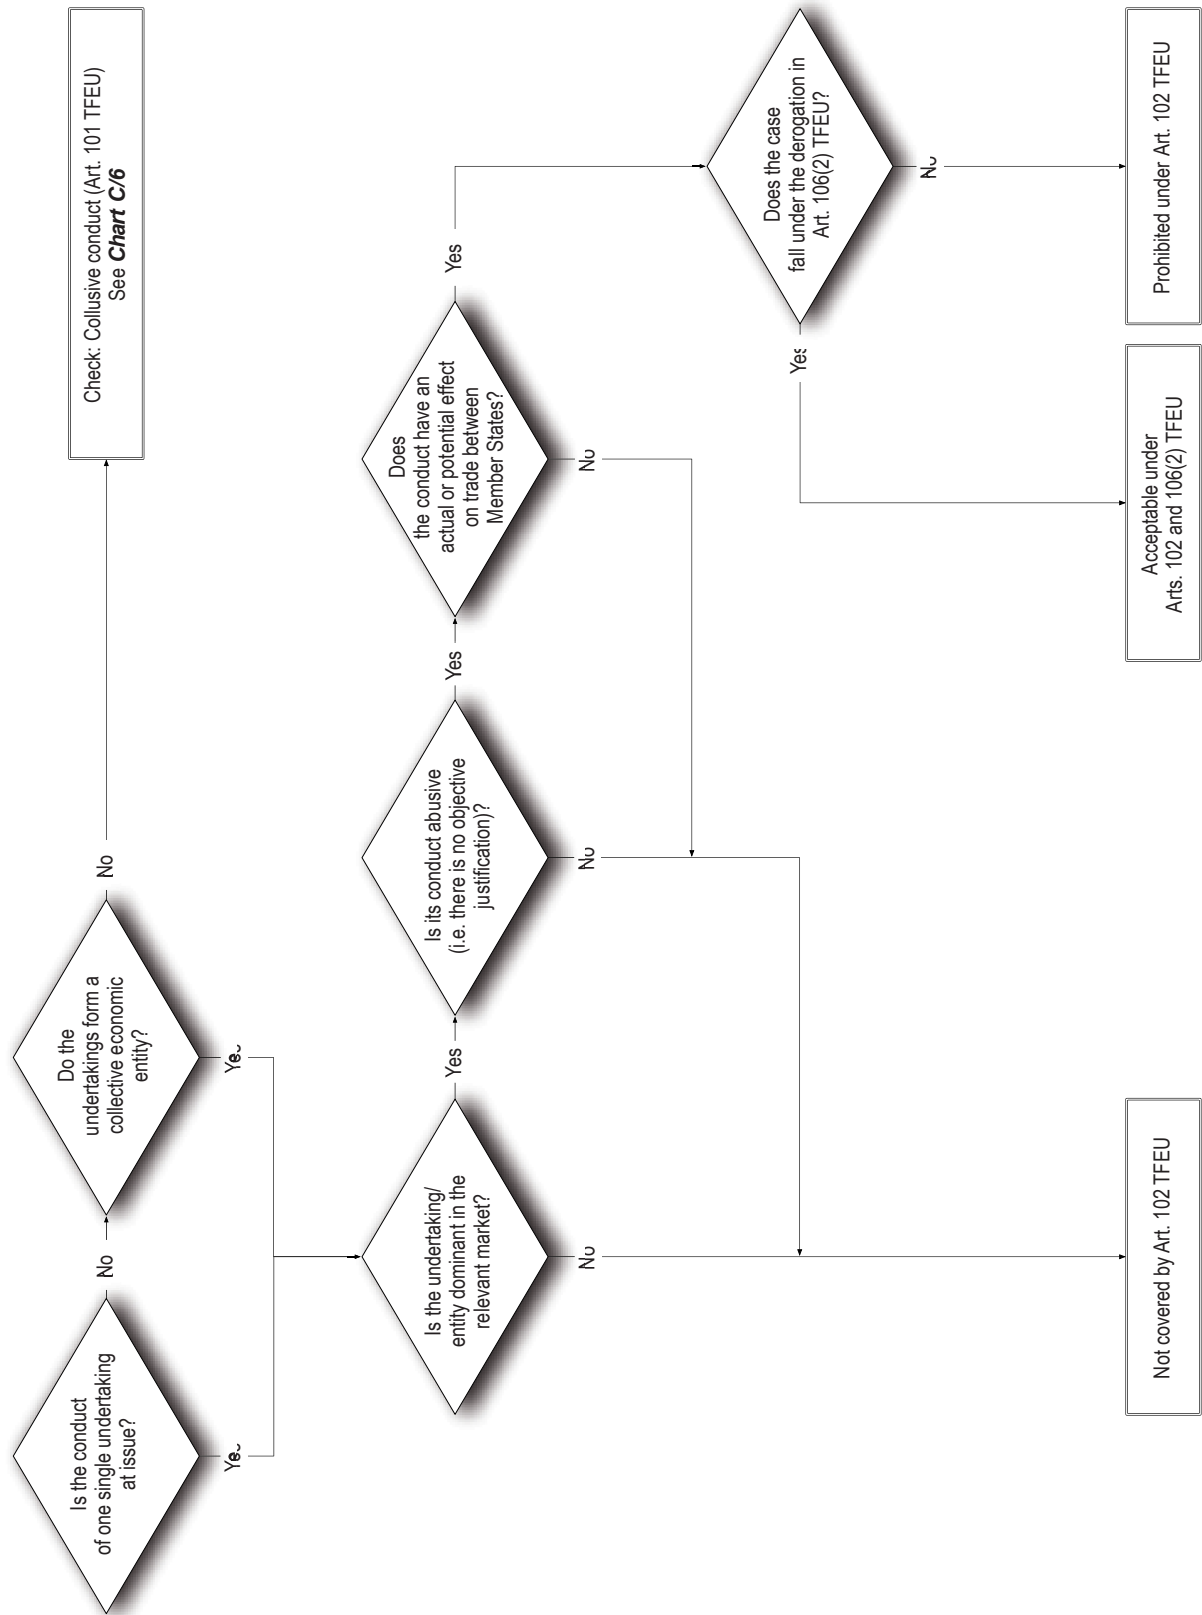 Is the conduct
of one single undertaking
at issue?
No
Yes
Do the
undertakings form a
collective economic
entity?
No
Yes
Check: Collusive conduct (Art. 101 TFEU)
See Chart C/6
Is the undertaking/
entity dominant in the
relevant market?
Yes
No
Is its conduct abusive
(i.e. there is no objective
justification)?
Yes
No
Does
the conduct have an
actual or potential effect
on trade between
Member States?
Yes
No
Does the case
fall under the derogation in
Art. 106(2) TFEU?
Yes
No
Not covered by Art. 102 TFEU
Acceptable under
Arts. 102 and 106(2) TFEU
Prohibited under Art. 102 TFEU